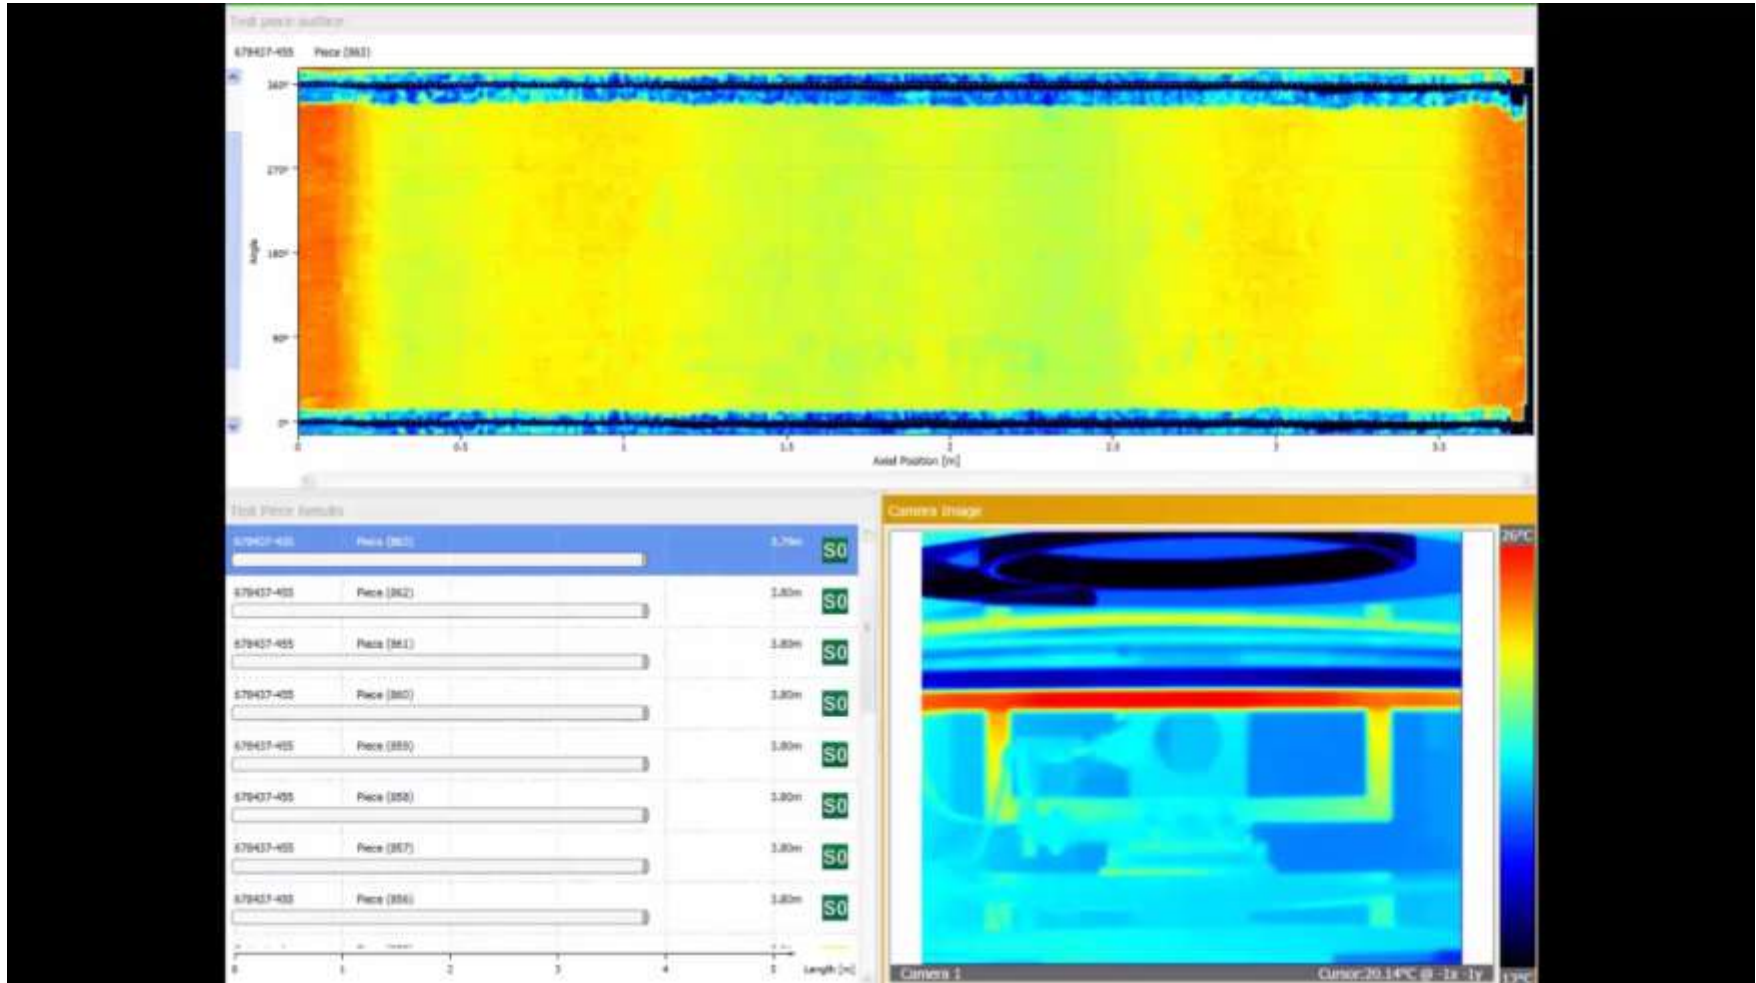 Test piece surface
678437-455 Piece (863)
360°
270°
180°
90°
0°
Angle
0 0.5 1 1.5 2 2.5 3 3.5
Axial Position [m]
Test Piece Results
Camera Image
678437-455 Piece (863) 3.79m S0
678437-455 Piece (862) 3.80m S0
678437-455 Piece (861) 3.80m S0
678437-455 Piece (860) 3.80m S0
678437-455 Piece (859) 3.80m S0
678437-455 Piece (858) 3.80m S0
678437-455 Piece (857) 3.80m S0
678437-455 Piece (856) 3.80m S0
0 1 2 3 4 5 Length [m]
26°C
Camera 1 Cursor:20.14°C @ -1x -1y
12°C